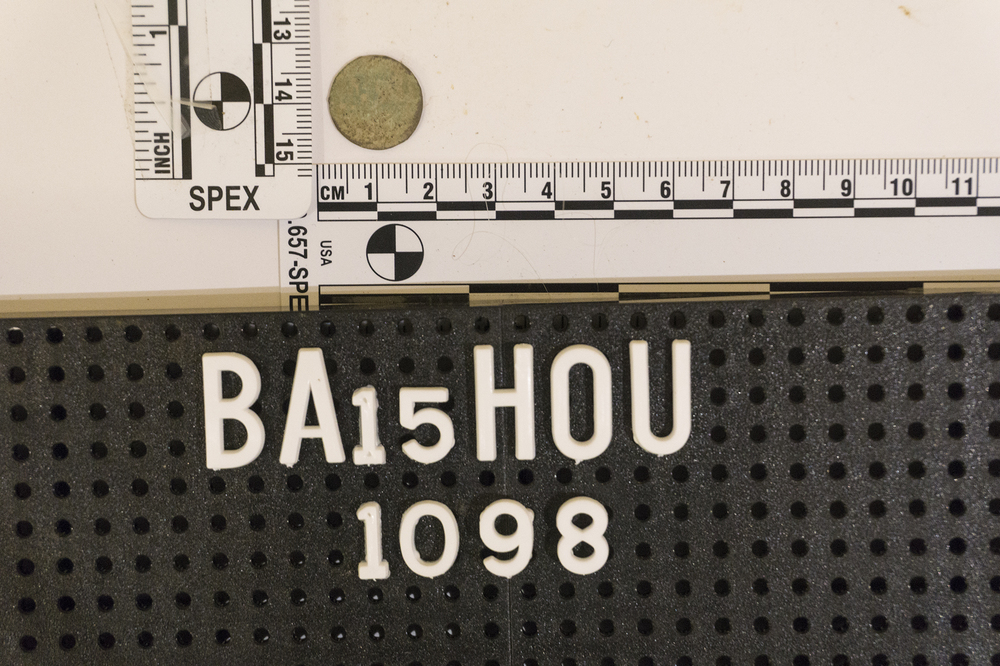 1
13
14
15
INCH
SPEX
CM 1 2 3 4 5 6 7 8 9 10 11
.657-SPE
USA
BA15HOU
1098